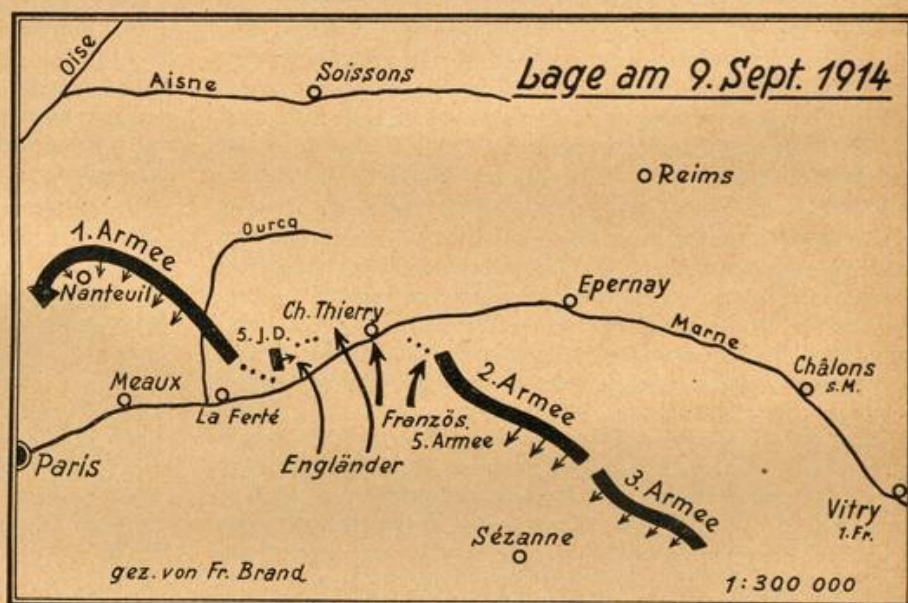 Lage am 9. Sept. 1914
Oise
Aisne
Soissons
Reims
1. Armee
Ourcq
Nanteuil
Ch. Thierry
Epernay
Marne
5. J.D.
Châlons
s.M.
Meaux
La Ferté
2. Armee
Französ.
5. Armee
Engländer
Paris
3. Armee
Vitry
1. Fr.
Sézanne
gez. von Fr. Brand
1:300 000